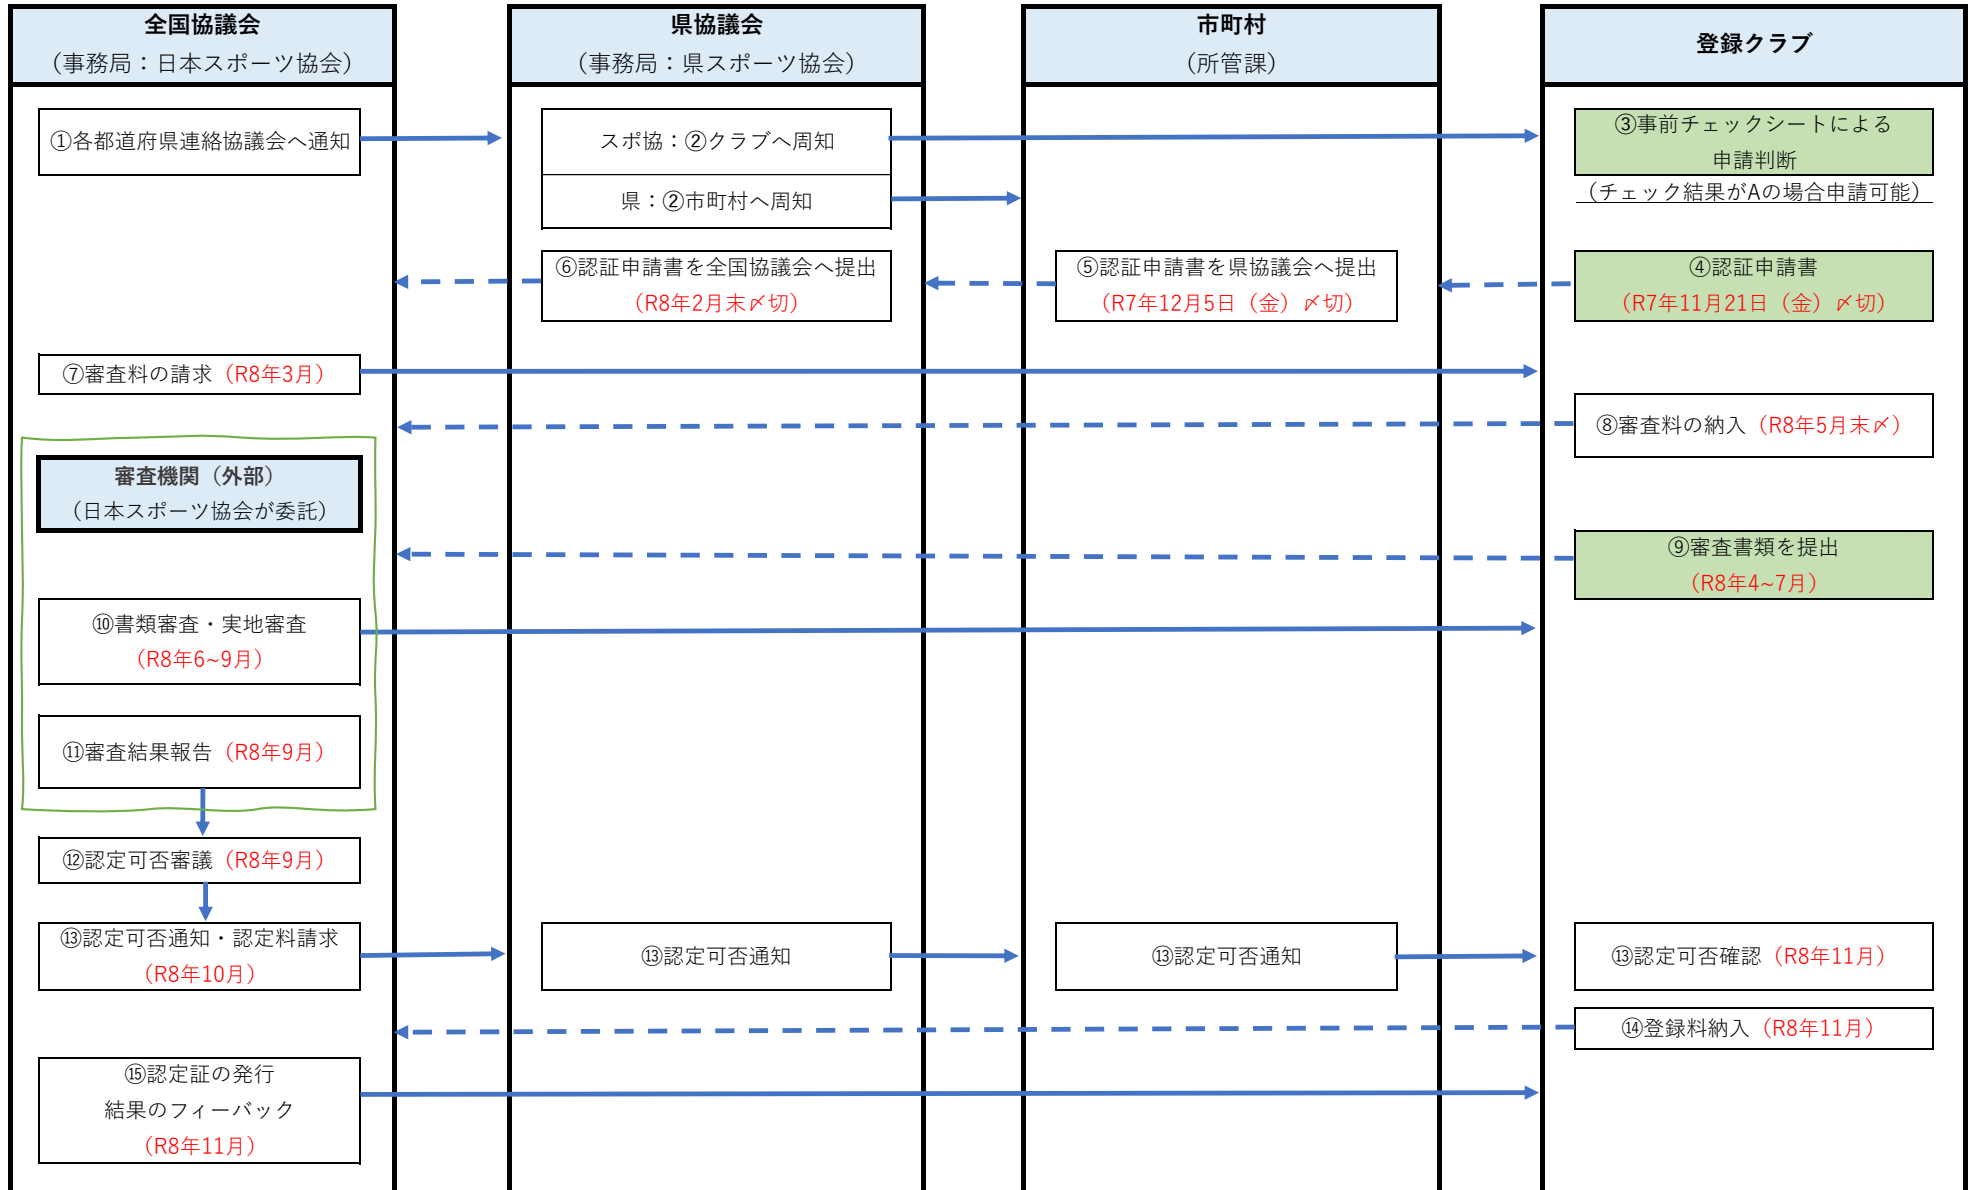 全国協議会
（事務局：日本スポーツ協会）
県協議会
（事務局：県スポーツ協会）
市町村
（所管課）
登録クラブ
①各都道府県連絡協議会へ通知
スポ協：②クラブへ周知
県：②市町村へ周知
③事前チェックシートによる
申請判断
（チェック結果がAの場合申請可能）
⑥認証申請書を全国協議会へ提出
（R8年2月末〆切）
⑤認証申請書を県協議会へ提出
（R7年12月5日（金）〆切）
④認証申請書
（R7年11月21日（金）〆切）
⑦審査料の請求（R8年3月）
⑧審査料の納入（R8年5月末〆）
審査機関（外部）
（日本スポーツ協会が委託）
⑨審査書類を提出
（R8年4~7月）
⑩書類審査・実地審査
（R8年6~9月）
⑪審査結果報告（R8年9月）
⑫認定可否審議（R8年9月）
⑬認定可否通知・認定料請求
（R8年10月）
⑬認定可否通知
⑬認定可否通知
⑬認定可否確認（R8年11月）
⑭登録料納入（R8年11月）
⑮認定証の発行
結果のフィーバック
（R8年11月）